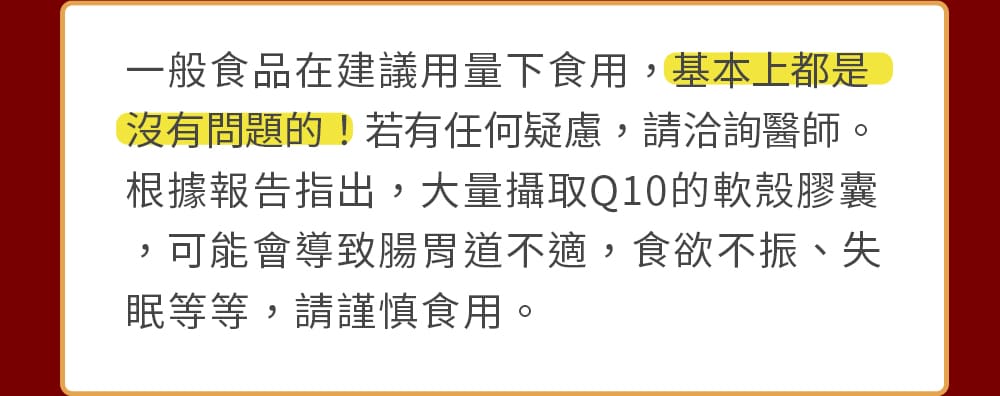 一般食品在建議用量下食用，基本上都是
沒有問題的！若有任何疑慮，請洽詢醫師。
根據報告指出，大量攝取Q10的軟殼膠囊
，可能會導致腸胃道不適，食欲不振、失
眠等等，請謹慎食用。